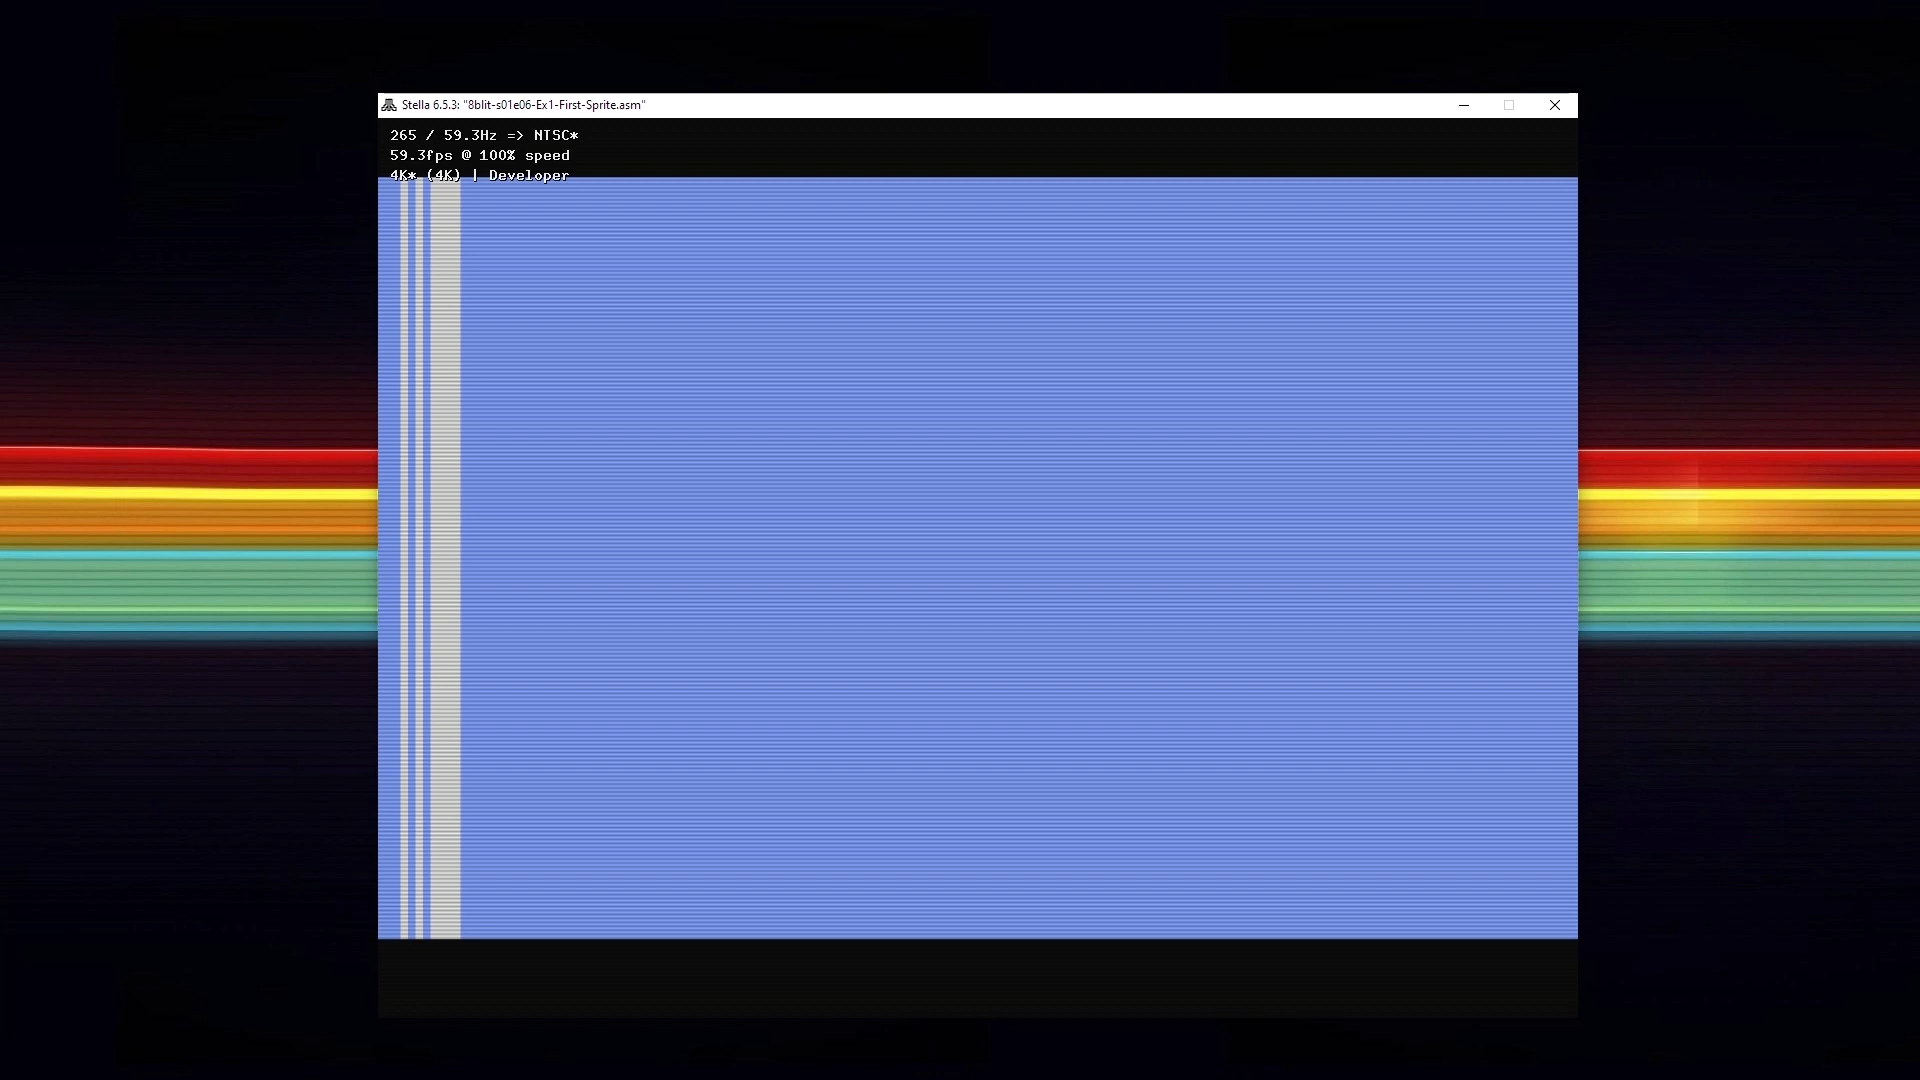 Stella 6.5.3: "8blit-s01e06-Ex1-First-Sprite.asm"
265 / 59.3Hz => NTSC*
59.3fps @ 100% speed
4K* (4K) | Developer